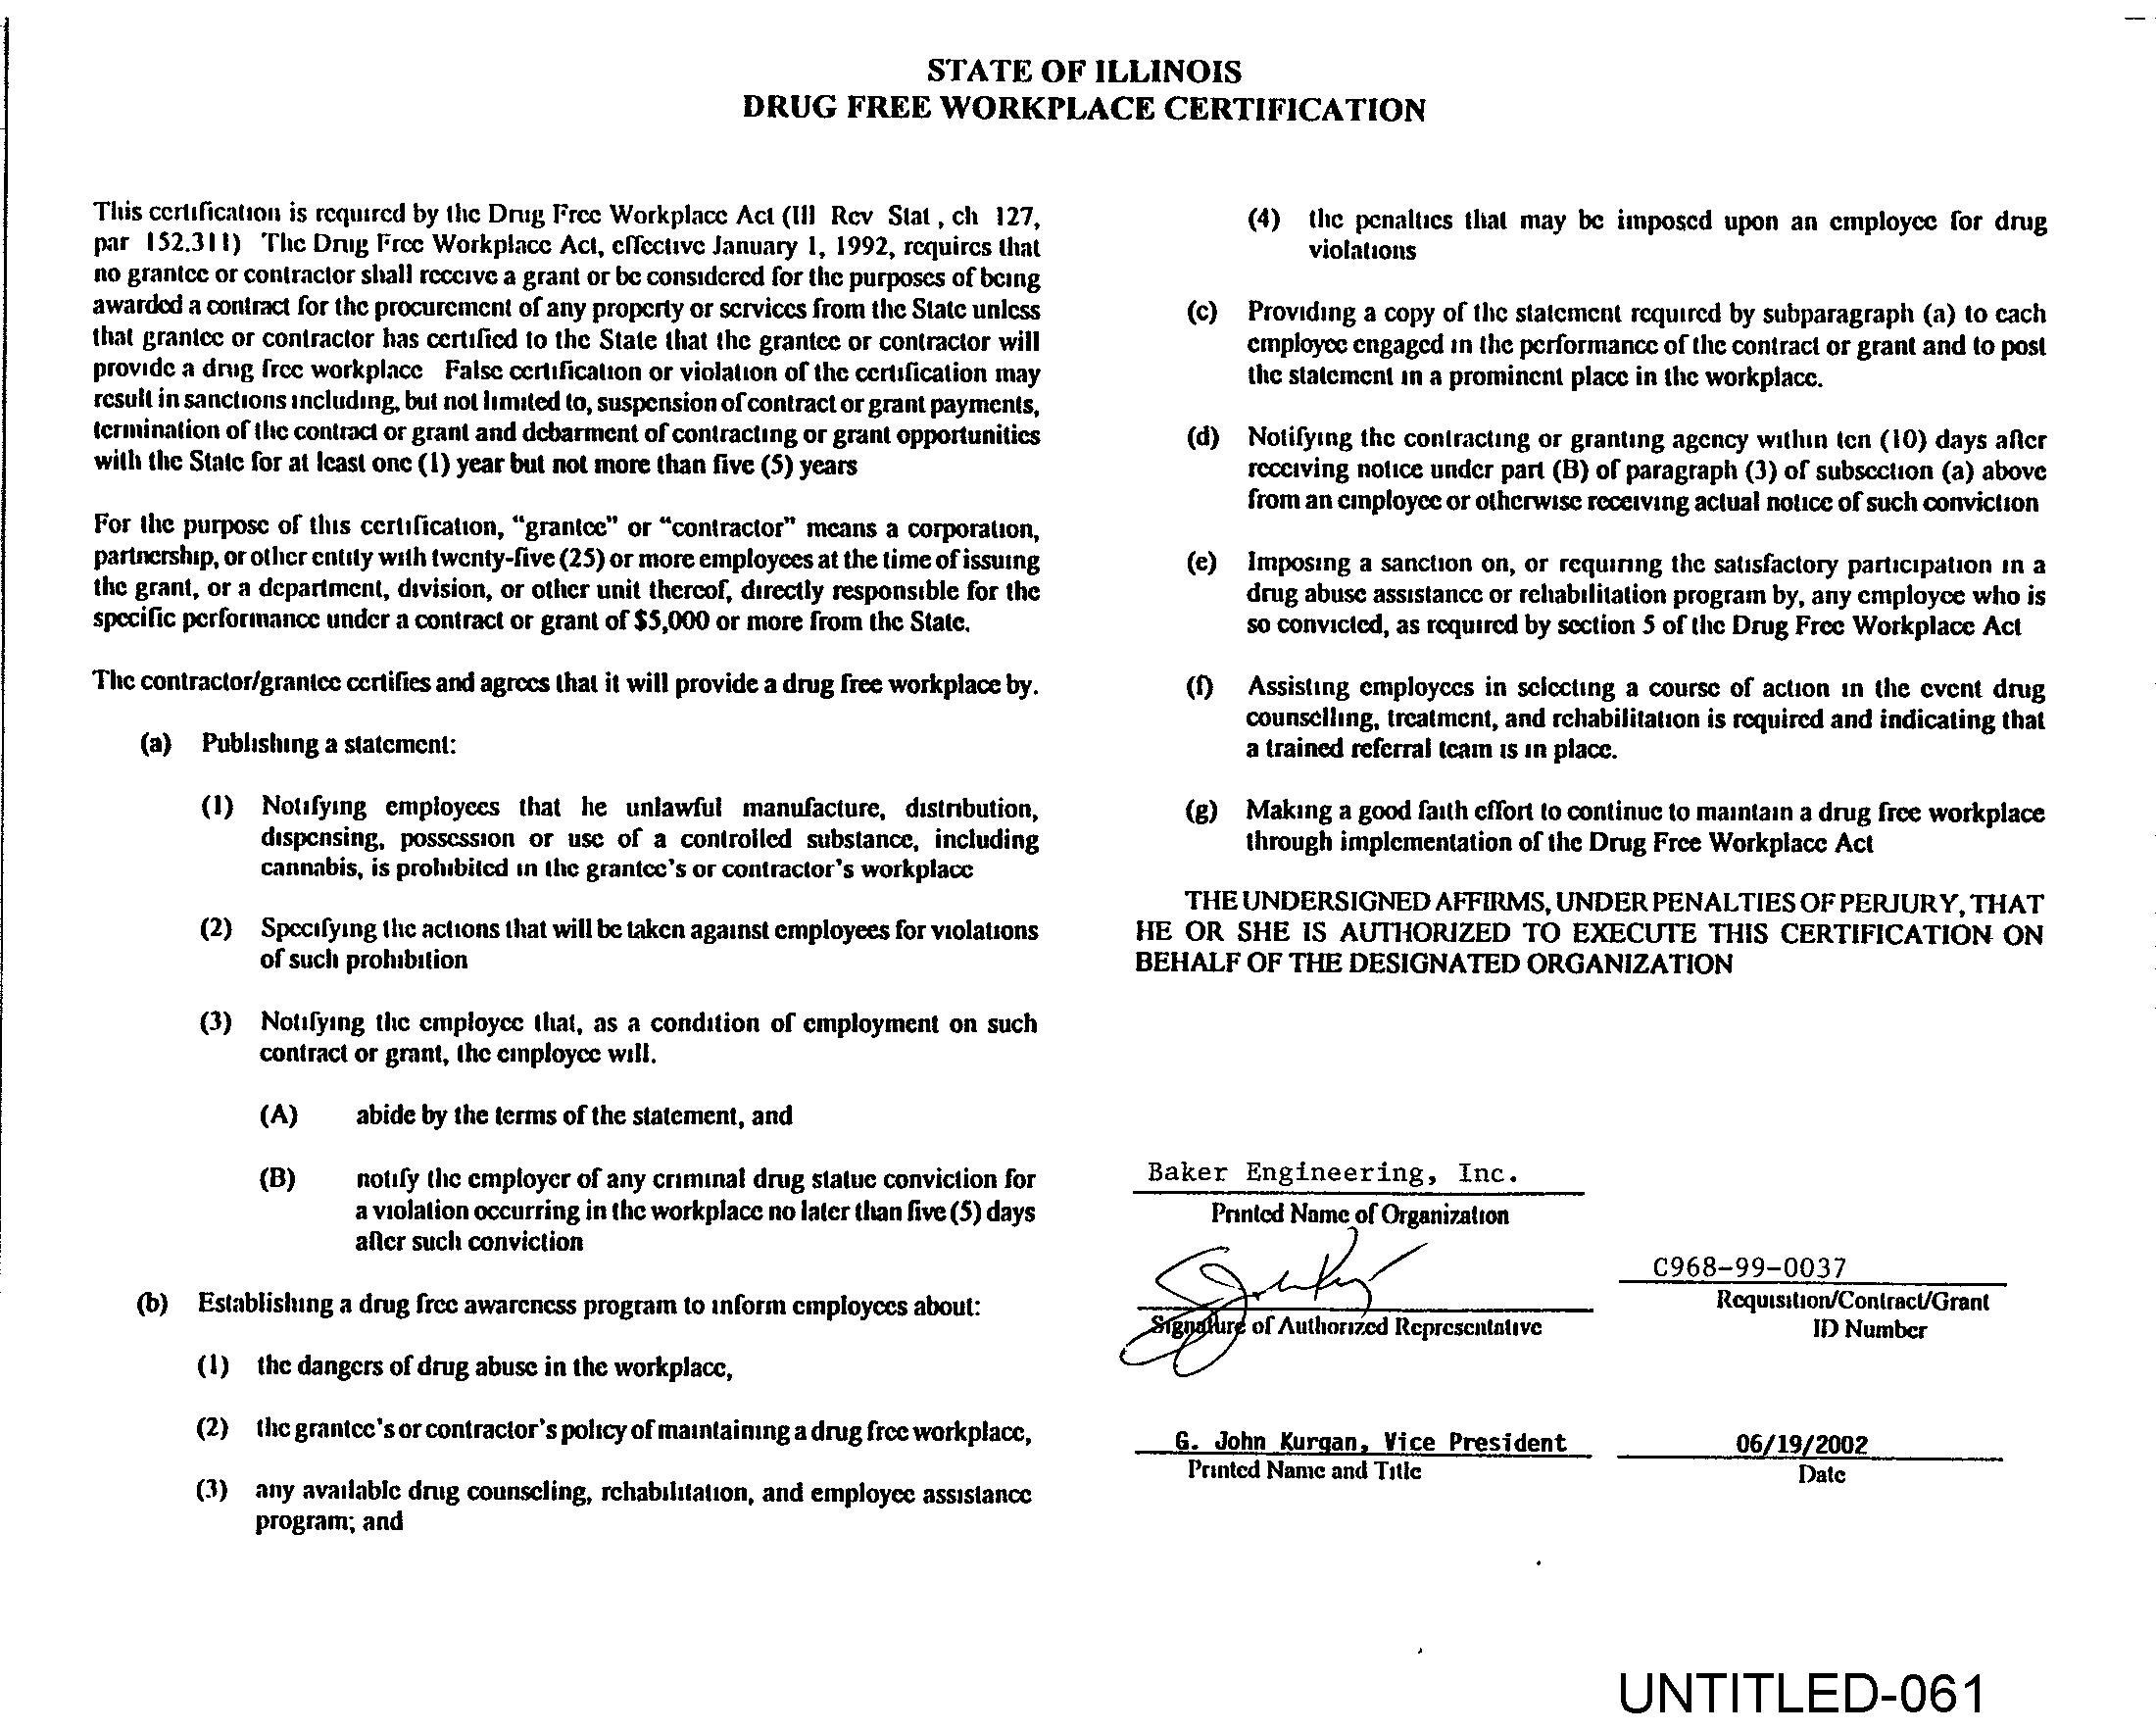 STATE OF ILLINOIS
DRUG FREE WORKPLACE CERTIFICATION
This certification is required by the Drug Free Workplace Act (Ill Rev Stat , ch 127,
par 152.311) The Drug Free Workplace Act, effective January 1, 1992, requires that
no grantee or contractor shall receive a grant or be considered for the purposes of being
awarded a contract for the procurement of any property or services from the State unless
that grantee or contractor has certified to the State that the grantee or contractor will
provide a drug free workplace False certification or violation of the certification may
result in sanctions including, but not limited to, suspension of contract or grant payments,
termination of the contract or grant and debarment of contracting or grant opportunities
with the State for at least one (1) year but not more than five (5) years
For the purpose of this certification, "grantee" or "contractor" means a corporation,
partnership, or other entity with twenty-five (25) or more employees at the time of issuing
the grant, or a department, division, or other unit thereof, directly responsible for the
specific performance under a contract or grant of $5,000 or more from the State.
The contractor/grantee certifies and agrees that it will provide a drug free workplace by.
(a) Publishing a statement:
(1) Notifying employees that he unlawful manufacture, distribution,
dispensing, possession or use of a controlled substance, including
cannabis, is prohibited in the grantee's or contractor's workplace
(2) Specifying the actions that will be taken against employees for violations
of such prohibition
(3) Notifying the employee that, as a condition of employment on such
contract or grant, the employee will.
(A) abide by the terms of the statement, and
(B) notify the employer of any criminal drug statue conviction for
a violation occurring in the workplace no later than five (5) days
after such conviction
(b) Establishing a drug free awareness program to inform employees about:
(1) the dangers of drug abuse in the workplace,
(2) the grantee's or contractor's policy of maintaining a drug free workplace,
(3) any available drug counseling, rehabilitation, and employee assistance
program; and
(4) the penalties that may be imposed upon an employee for drug
violations
(c) Providing a copy of the statement required by subparagraph (a) to each
employee engaged in the performance of the contract or grant and to post
the statement in a prominent place in the workplace.
(d) Notifying the contracting or granting agency within ten (10) days after
receiving notice under part (B) of paragraph (3) of subsection (a) above
from an employee or otherwise receiving actual notice of such conviction
(e) Imposing a sanction on, or requiring the satisfactory participation in a
drug abuse assistance or rehabilitation program by, any employee who is
so convicted, as required by section 5 of the Drug Free Workplace Act
(f) Assisting employees in selecting a course of action in the event drug
counselling, treatment, and rehabilitation is required and indicating that
a trained referral team is in place.
(g) Making a good faith effort to continue to maintain a drug free workplace
through implementation of the Drug Free Workplace Act
THE UNDERSIGNED AFFIRMS, UNDER PENALTIES OF PERJURY, THAT
HE OR SHE IS AUTHORIZED TO EXECUTE THIS CERTIFICATION ON
BEHALF OF THE DESIGNATED ORGANIZATION
Baker Engineering, Inc.
Printed Name of Organization
C968-99-0037
Requisition/Contract/Grant
Signature of Authorized Representative
ID Number
G. John Kurgan, Vice President 06/19/2002
Printed Name and Title Date
UNTITLED-061